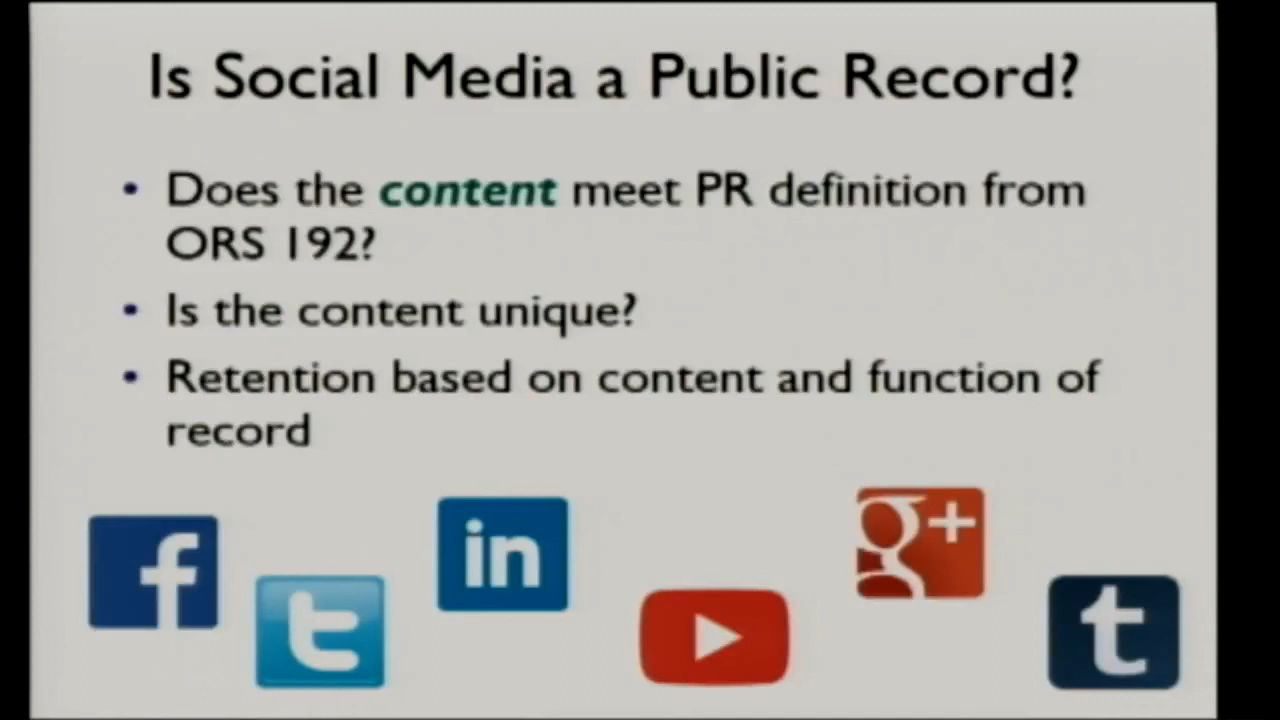 Is Social Media a Public Record?
• Does the content meet PR definition from
ORS 192?
• Is the content unique?
• Retention based on content and function of
record
f
t
in
g+
t